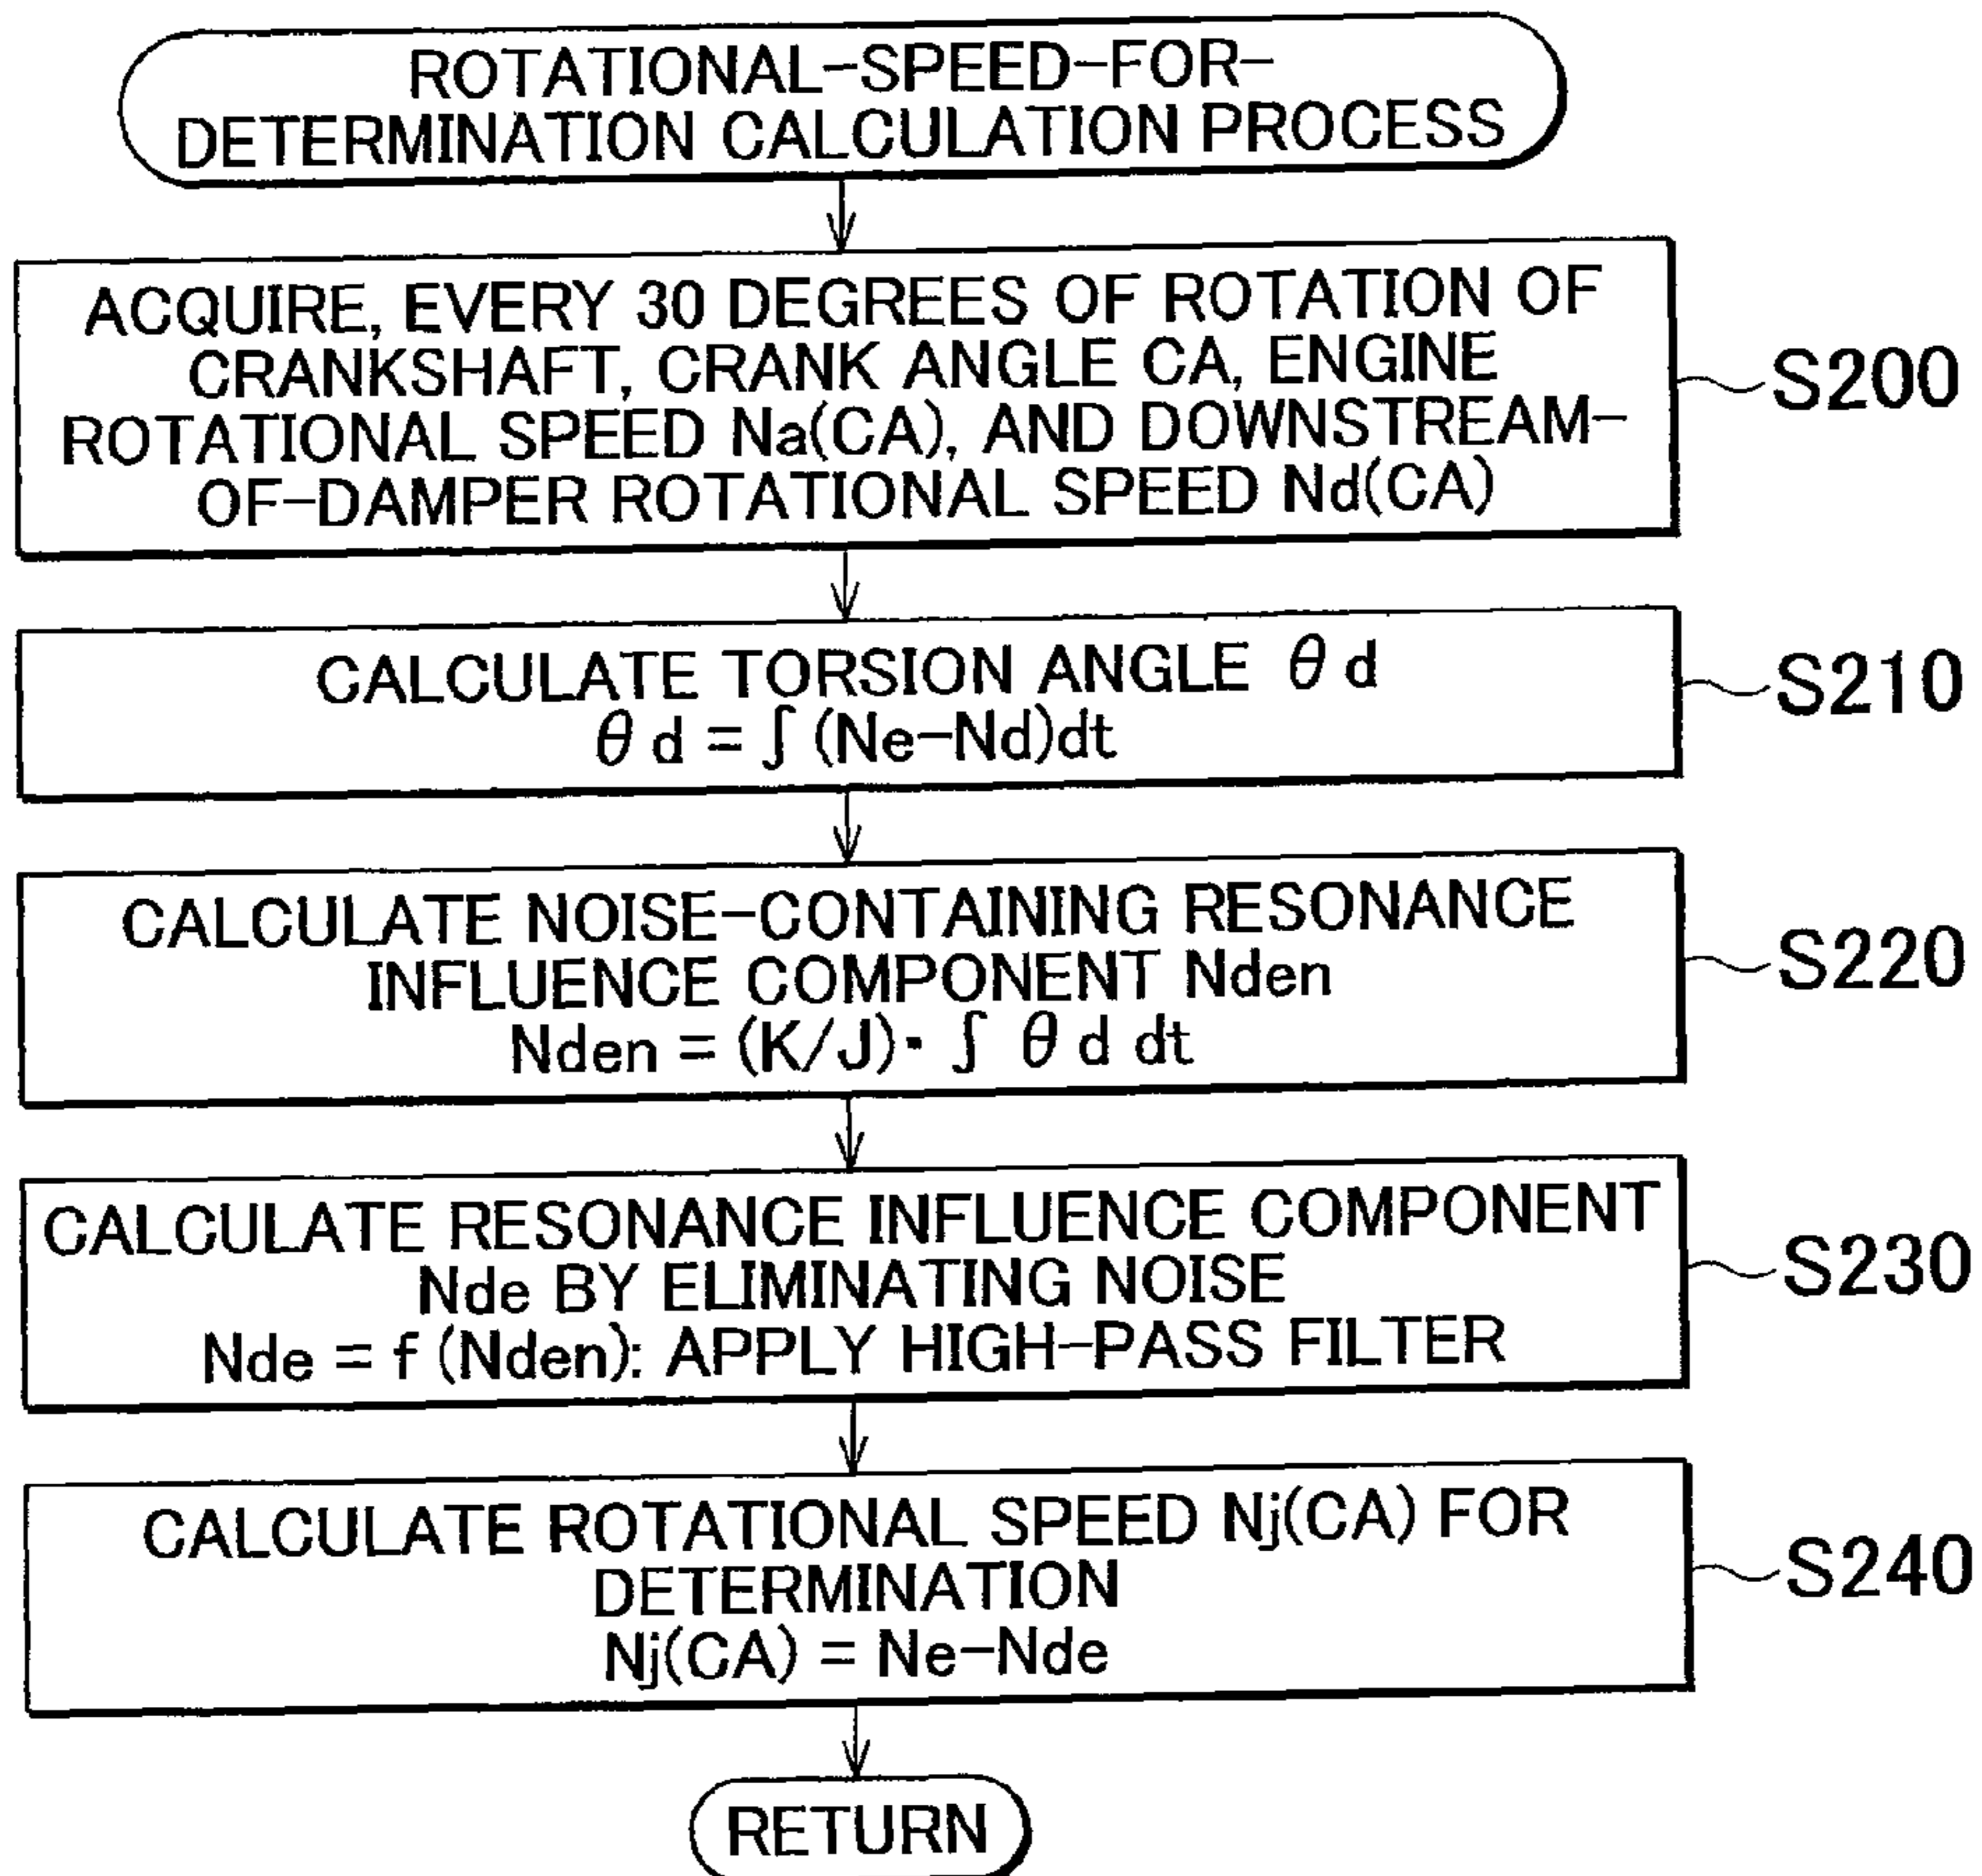 ROTATIONAL-SPEED-FOR-
DETERMINATION CALCULATION PROCESS
ACQUIRE, EVERY 30 DEGREES OF ROTATION OF
CRANKSHAFT, CRANK ANGLE CA, ENGINE
ROTATIONAL SPEED Na(CA), AND DOWNSTREAM-
OF-DAMPER ROTATIONAL SPEED Nd(CA)
S200
CALCULATE TORSION ANGLE θ d
θ d = ∫ (Ne-Nd)dt
S210
CALCULATE NOISE-CONTAINING RESONANCE
INFLUENCE COMPONENT Nden
Nden = (K/J)· ∫ θ d dt
S220
CALCULATE RESONANCE INFLUENCE COMPONENT
Nde BY ELIMINATING NOISE
Nde = f (Nden): APPLY HIGH-PASS FILTER
S230
CALCULATE ROTATIONAL SPEED Nj(CA) FOR
DETERMINATION
Nj(CA) = Ne-Nde
S240
RETURN